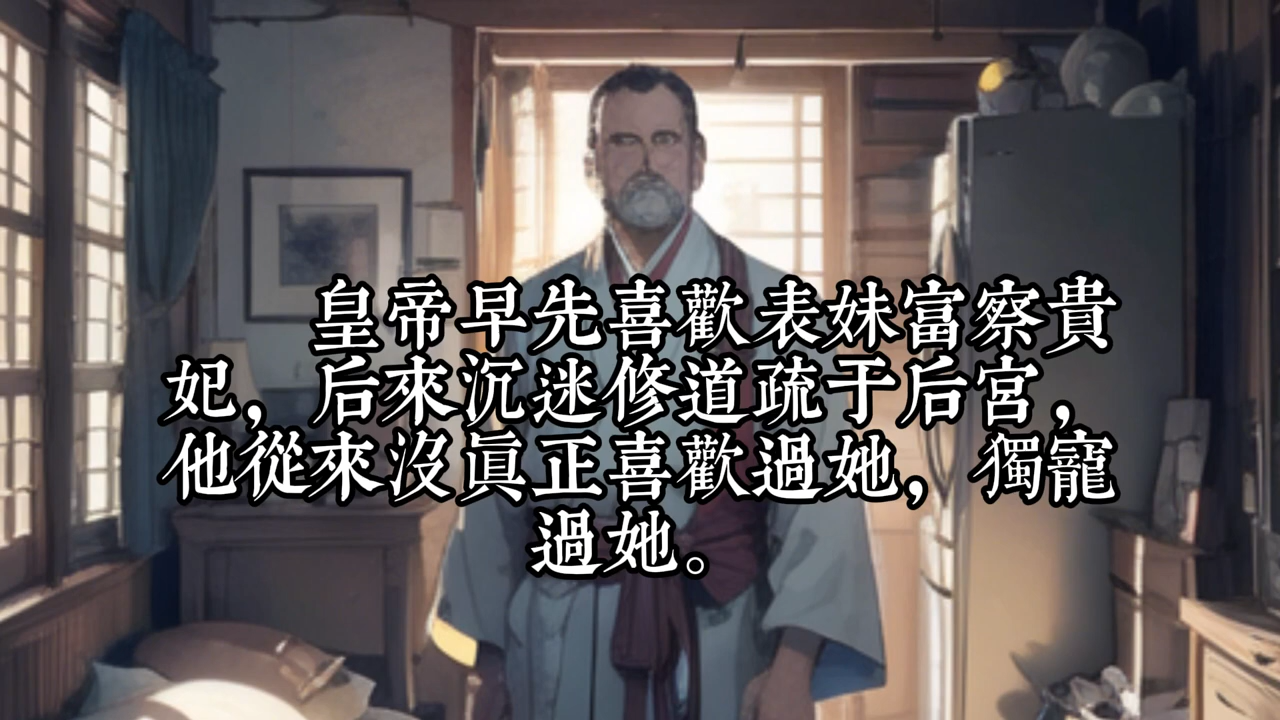 皇帝早先喜歡表妹富察貴
妃，后來沉迷修道疏于后宮，
他從來沒眞正喜歡過她，獨寵
過她。